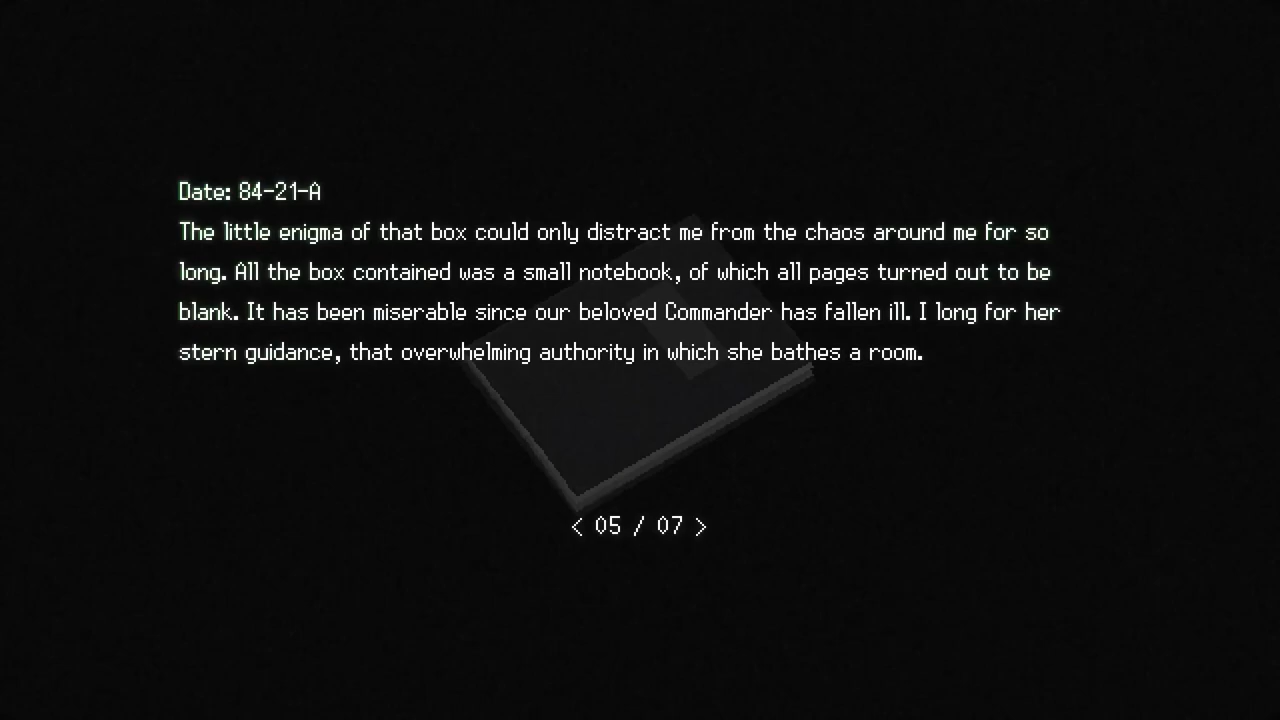 Date: 84-21-A
The little enigma of that box could only distract me from the chaos around me for so
long. All the box contained was a small notebook, of which all pages turned out to be
blank. It has been miserable since our beloved Commander has fallen ill. I long for her
stern guidance, that overwhelming authority in which she bathes a room.
< 05 / 07 >